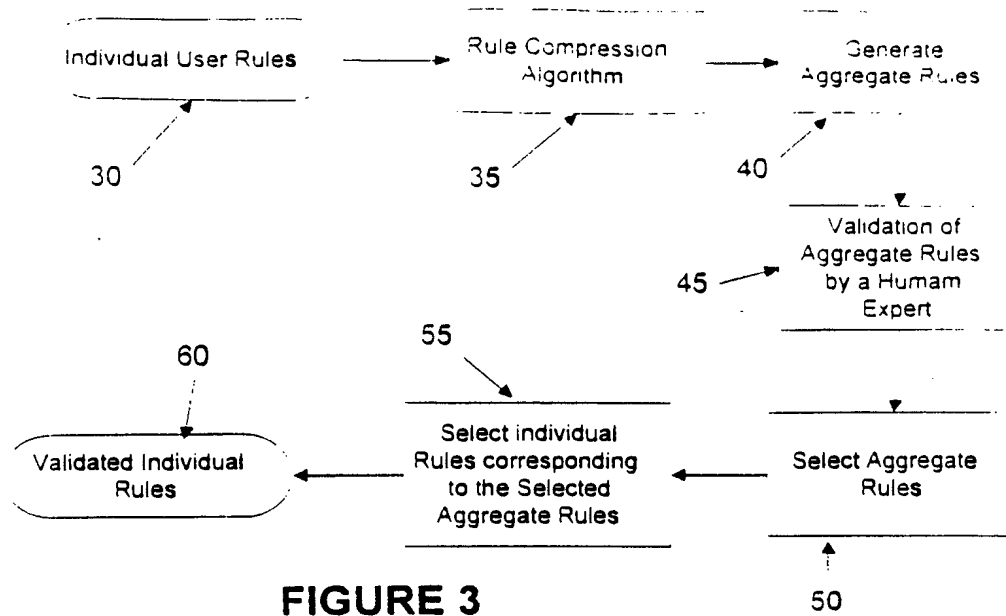 Individual User Rules
Rule Compression
Algorithm
Generate
Aggregate Rules
30
35
40
Validation of
Aggregate Rules
by a Humam
Expert
45
55
60
Validated Individual
Rules
Select individual
Rules corresponding
to the Selected
Aggregate Rules
Select Aggregate
Rules
FIGURE 3
50